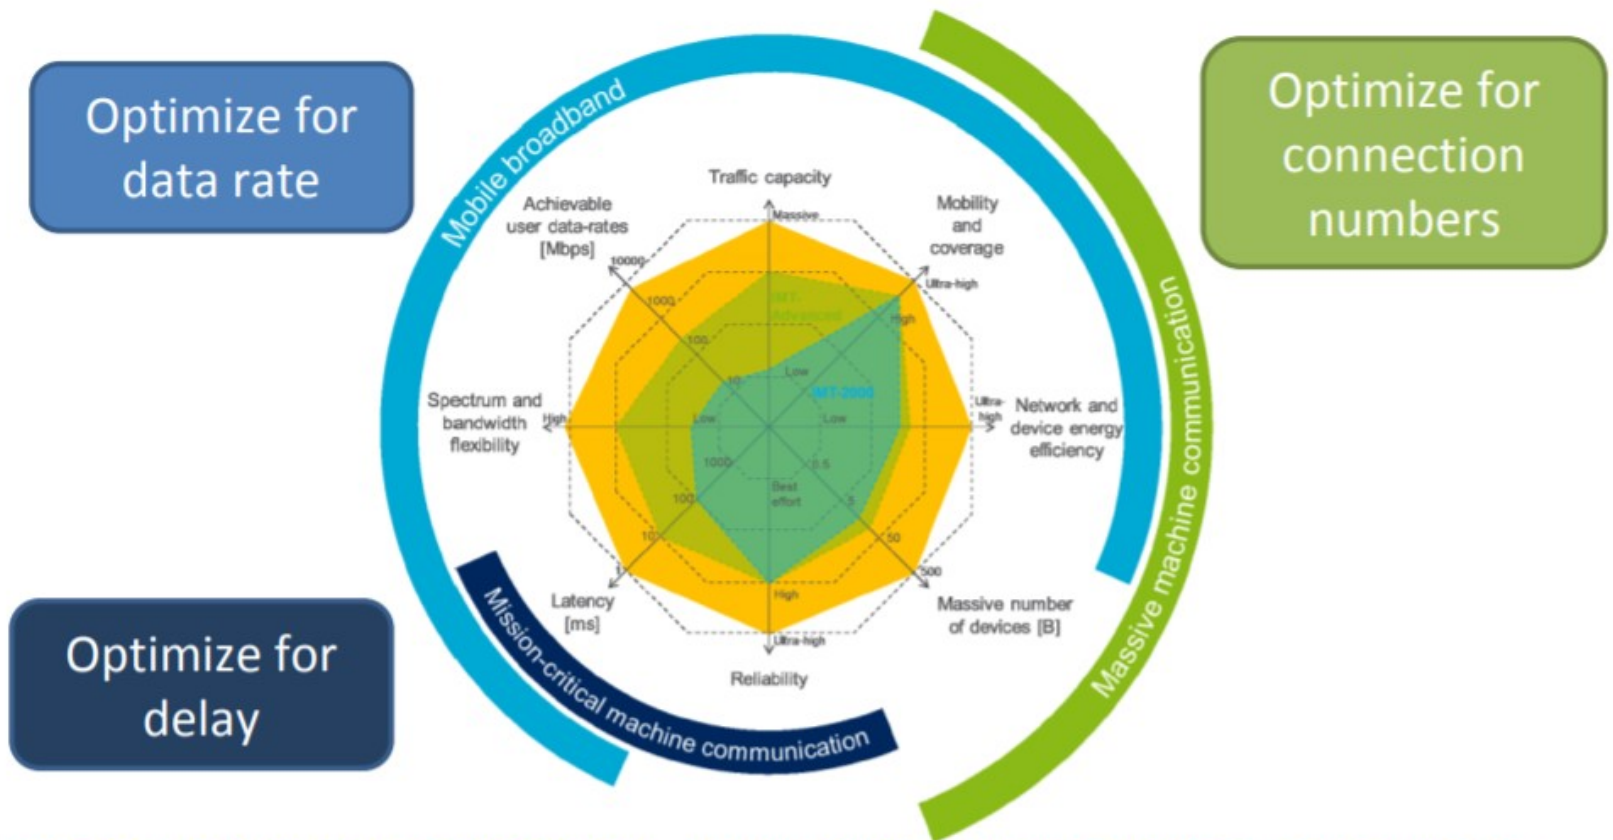 Optimize for
data rate
Optimize for
connection
numbers
Optimize for
delay
Mobile broadband
Massive machine communication
Mission-critical machine communication
Traffic capacity
Massive
Low
Mobility
and
coverage
Ultra-high
High
Network and
device energy
efficiency
Ultra-
high
Low
Massive number
of devices [B]
500
50
5
0.5
Reliability
Ultra-high
High
Best
effort
Latency
[ms]
1
10
100
1000
Spectrum and
bandwidth
flexibility
High
Low
Achievable
user data-rates
[Mbps]
10000
1000
100
10
IMT-
Advanced
IMT-2000